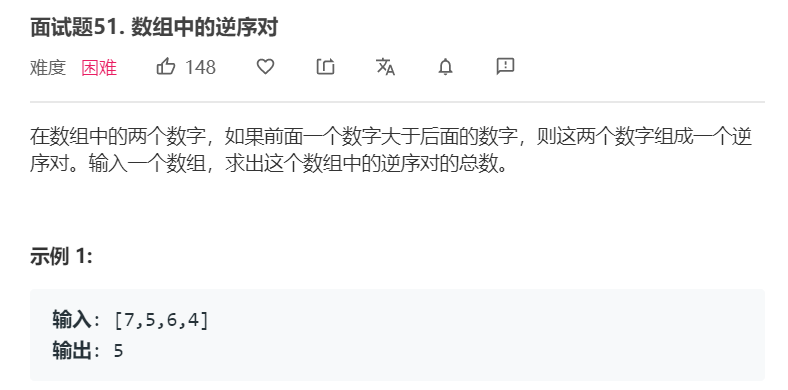 面试题51. 数组中的逆序对
难度 困难 148
在数组中的两个数字，如果前面一个数字大于后面的数字，则这两个数字组成一个逆
序对。输入一个数组，求出这个数组中的逆序对的总数。
示例 1:
输入: [7,5,6,4]
输出: 5